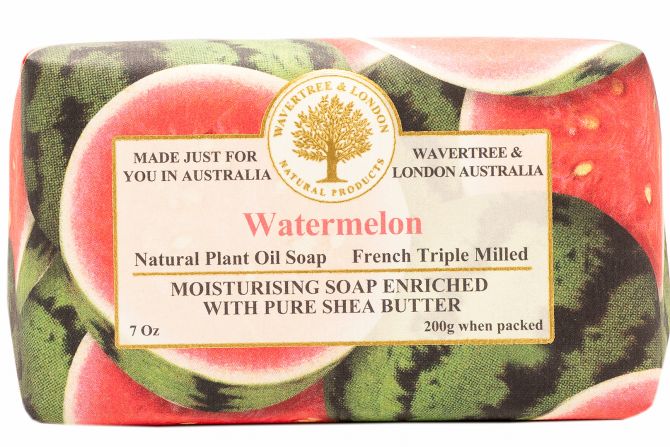 WAVERTREE & LONDON
NATURAL PRODUCTS
MADE JUST FOR
YOU IN AUSTRALIA
WAVERTREE &
LONDON AUSTRALIA
Watermelon
Natural Plant Oil Soap French Triple Milled
MOISTURISING SOAP ENRICHED
WITH PURE SHEA BUTTER
7 Oz 200g when packed